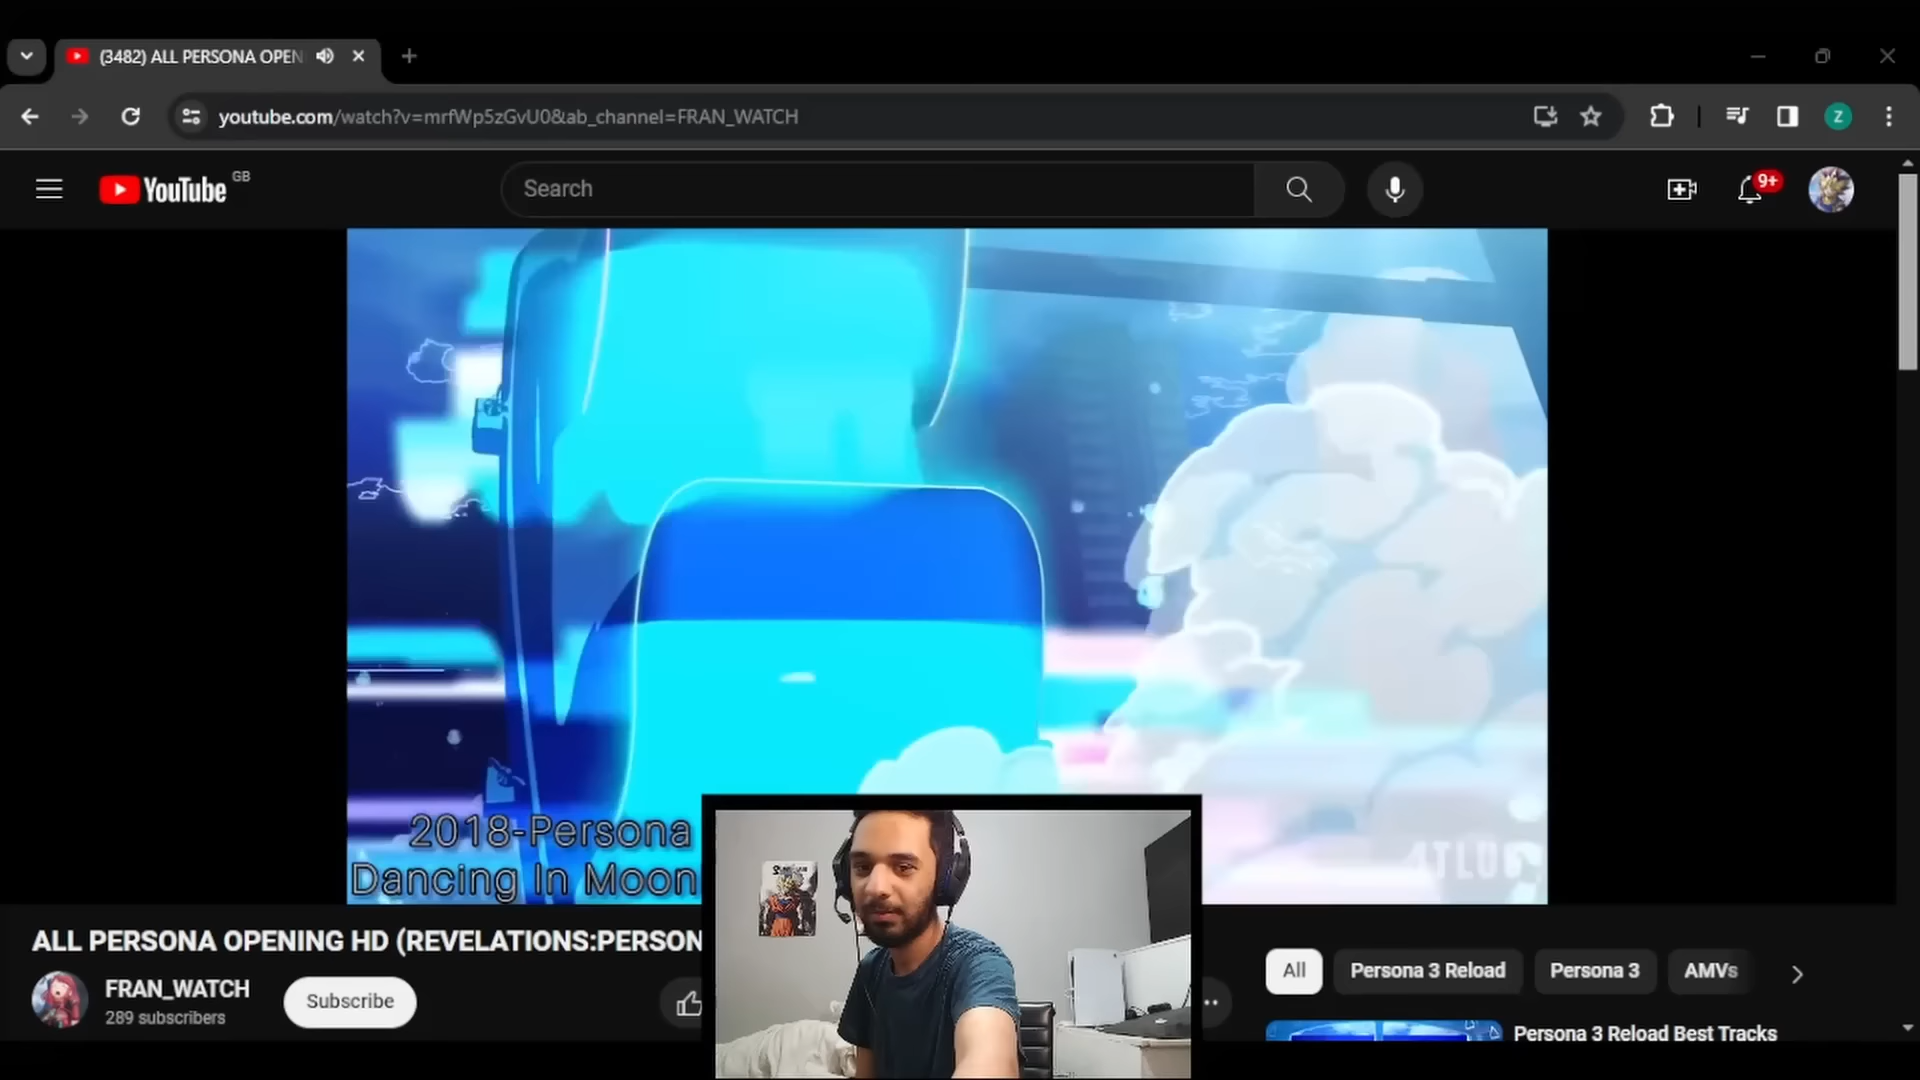 (3482) ALL PERSONA OPEN
youtube.com/watch?v=mrfWp5zGvU0&ab_channel=FRAN_WATCH
Z
YouTube GB
Search
9+
2018-Persona
Dancing In Moon
ATLUS
ALL PERSONA OPENING HD (REVELATIONS:PERSON
FRAN_WATCH
289 subscribers
Subscribe
All
Persona 3 Reload
Persona 3
AMVs
Persona 3 Reload Best Tracks